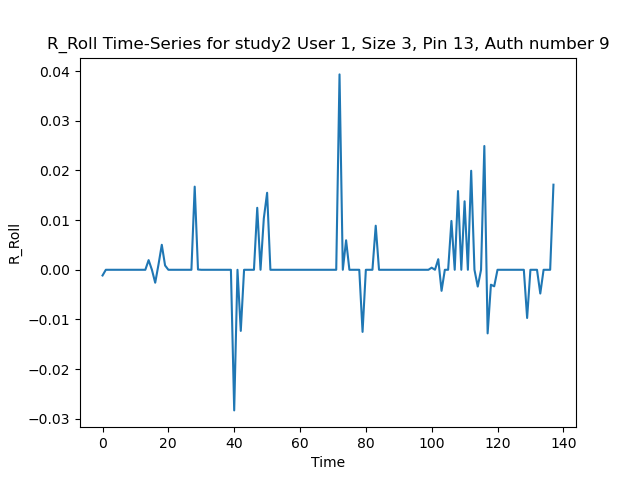 R_Roll Time-Series for study2 User 1, Size 3, Pin 13, Auth number 9
0.04
0.03
0.02
0.01
0.00
−0.01
−0.02
−0.03
R_Roll
0 20 40 60 80 100 120 140
Time